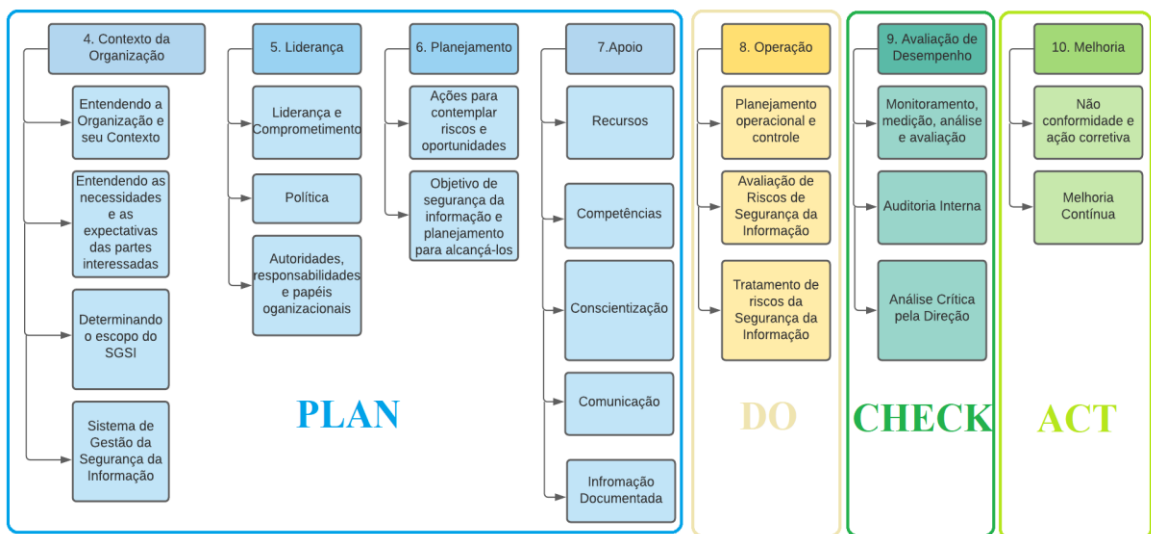 4. Contexto da
Organização
Entendendo a
Organização e
seu Contexto
Entendendo as
necessidades
e as
expectativas
das partes
interessadas
Determinando
o escopo do
SGSI
Sistema de
Gestão da
Segurança da
Informação
5. Liderança
Liderança e
Comprometimento
Política
Autoridades,
responsabilidades
e papéis
oganizacionais
6. Planejamento
Ações para
contemplar
riscos e
oportunidades
Objetivo de
segurança da
informação e
planejamento
para alcançá-los
7.Apoio
Recursos
Competências
Conscientização
Comunicação
Infromação
Documentada
PLAN
8. Operação
Planejamento
operacional e
controle
Avaliação de
Riscos de
Segurança da
Informação
Tratamento de
riscos da
Segurança da
Informação
DO
9. Avaliação de
Desempenho
Monitoramento,
medição, análise
e avaliação
Auditoria Interna
Análise Crítica
pela Direção
CHECK
10. Melhoria
Não
conformidade e
ação corretiva
Melhoria
Contínua
ACT